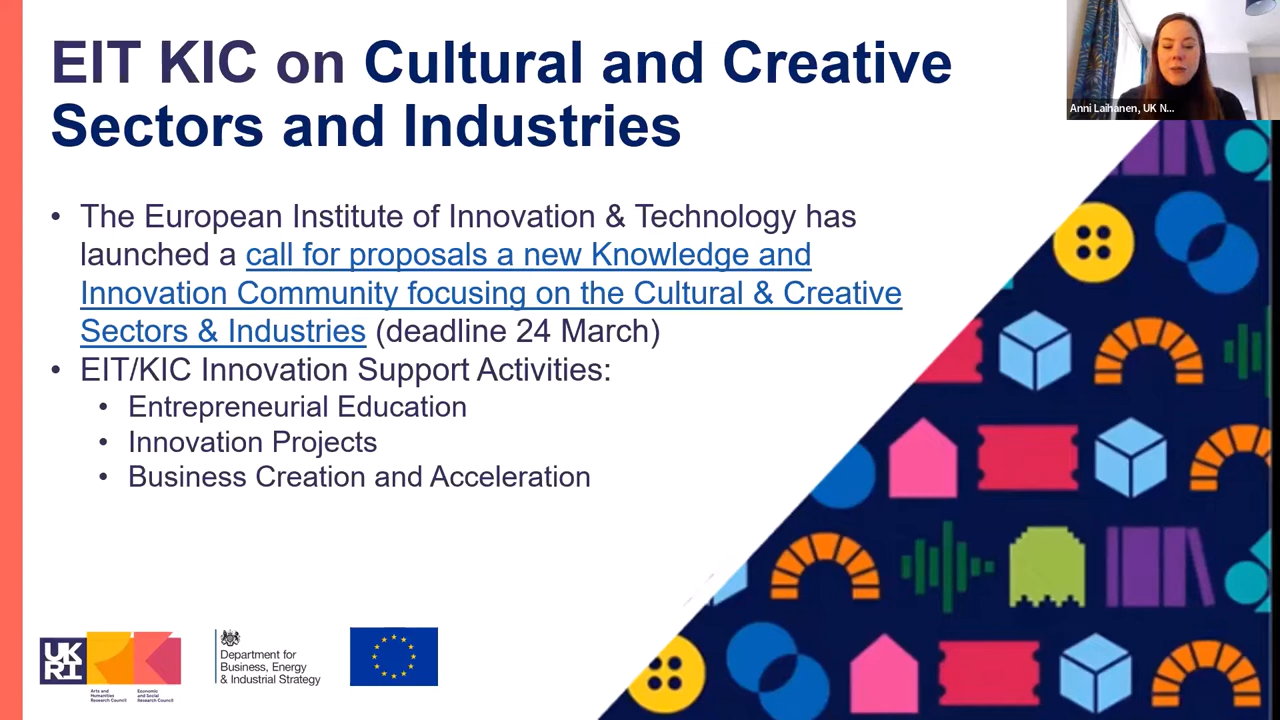 EIT KIC on Cultural and Creative
Sectors and Industries
Anni Laihanen, UK N...
• The European Institute of Innovation & Technology has
launched a call for proposals a new Knowledge and
Innovation Community focusing on the Cultural & Creative
Sectors & Industries (deadline 24 March)
• EIT/KIC Innovation Support Activities:
• Entrepreneurial Education
• Innovation Projects
• Business Creation and Acceleration
UK
RI
Arts and
Humanities
Research Council
Economic
and Social
Research Council
Department for
Business, Energy
& Industrial Strategy